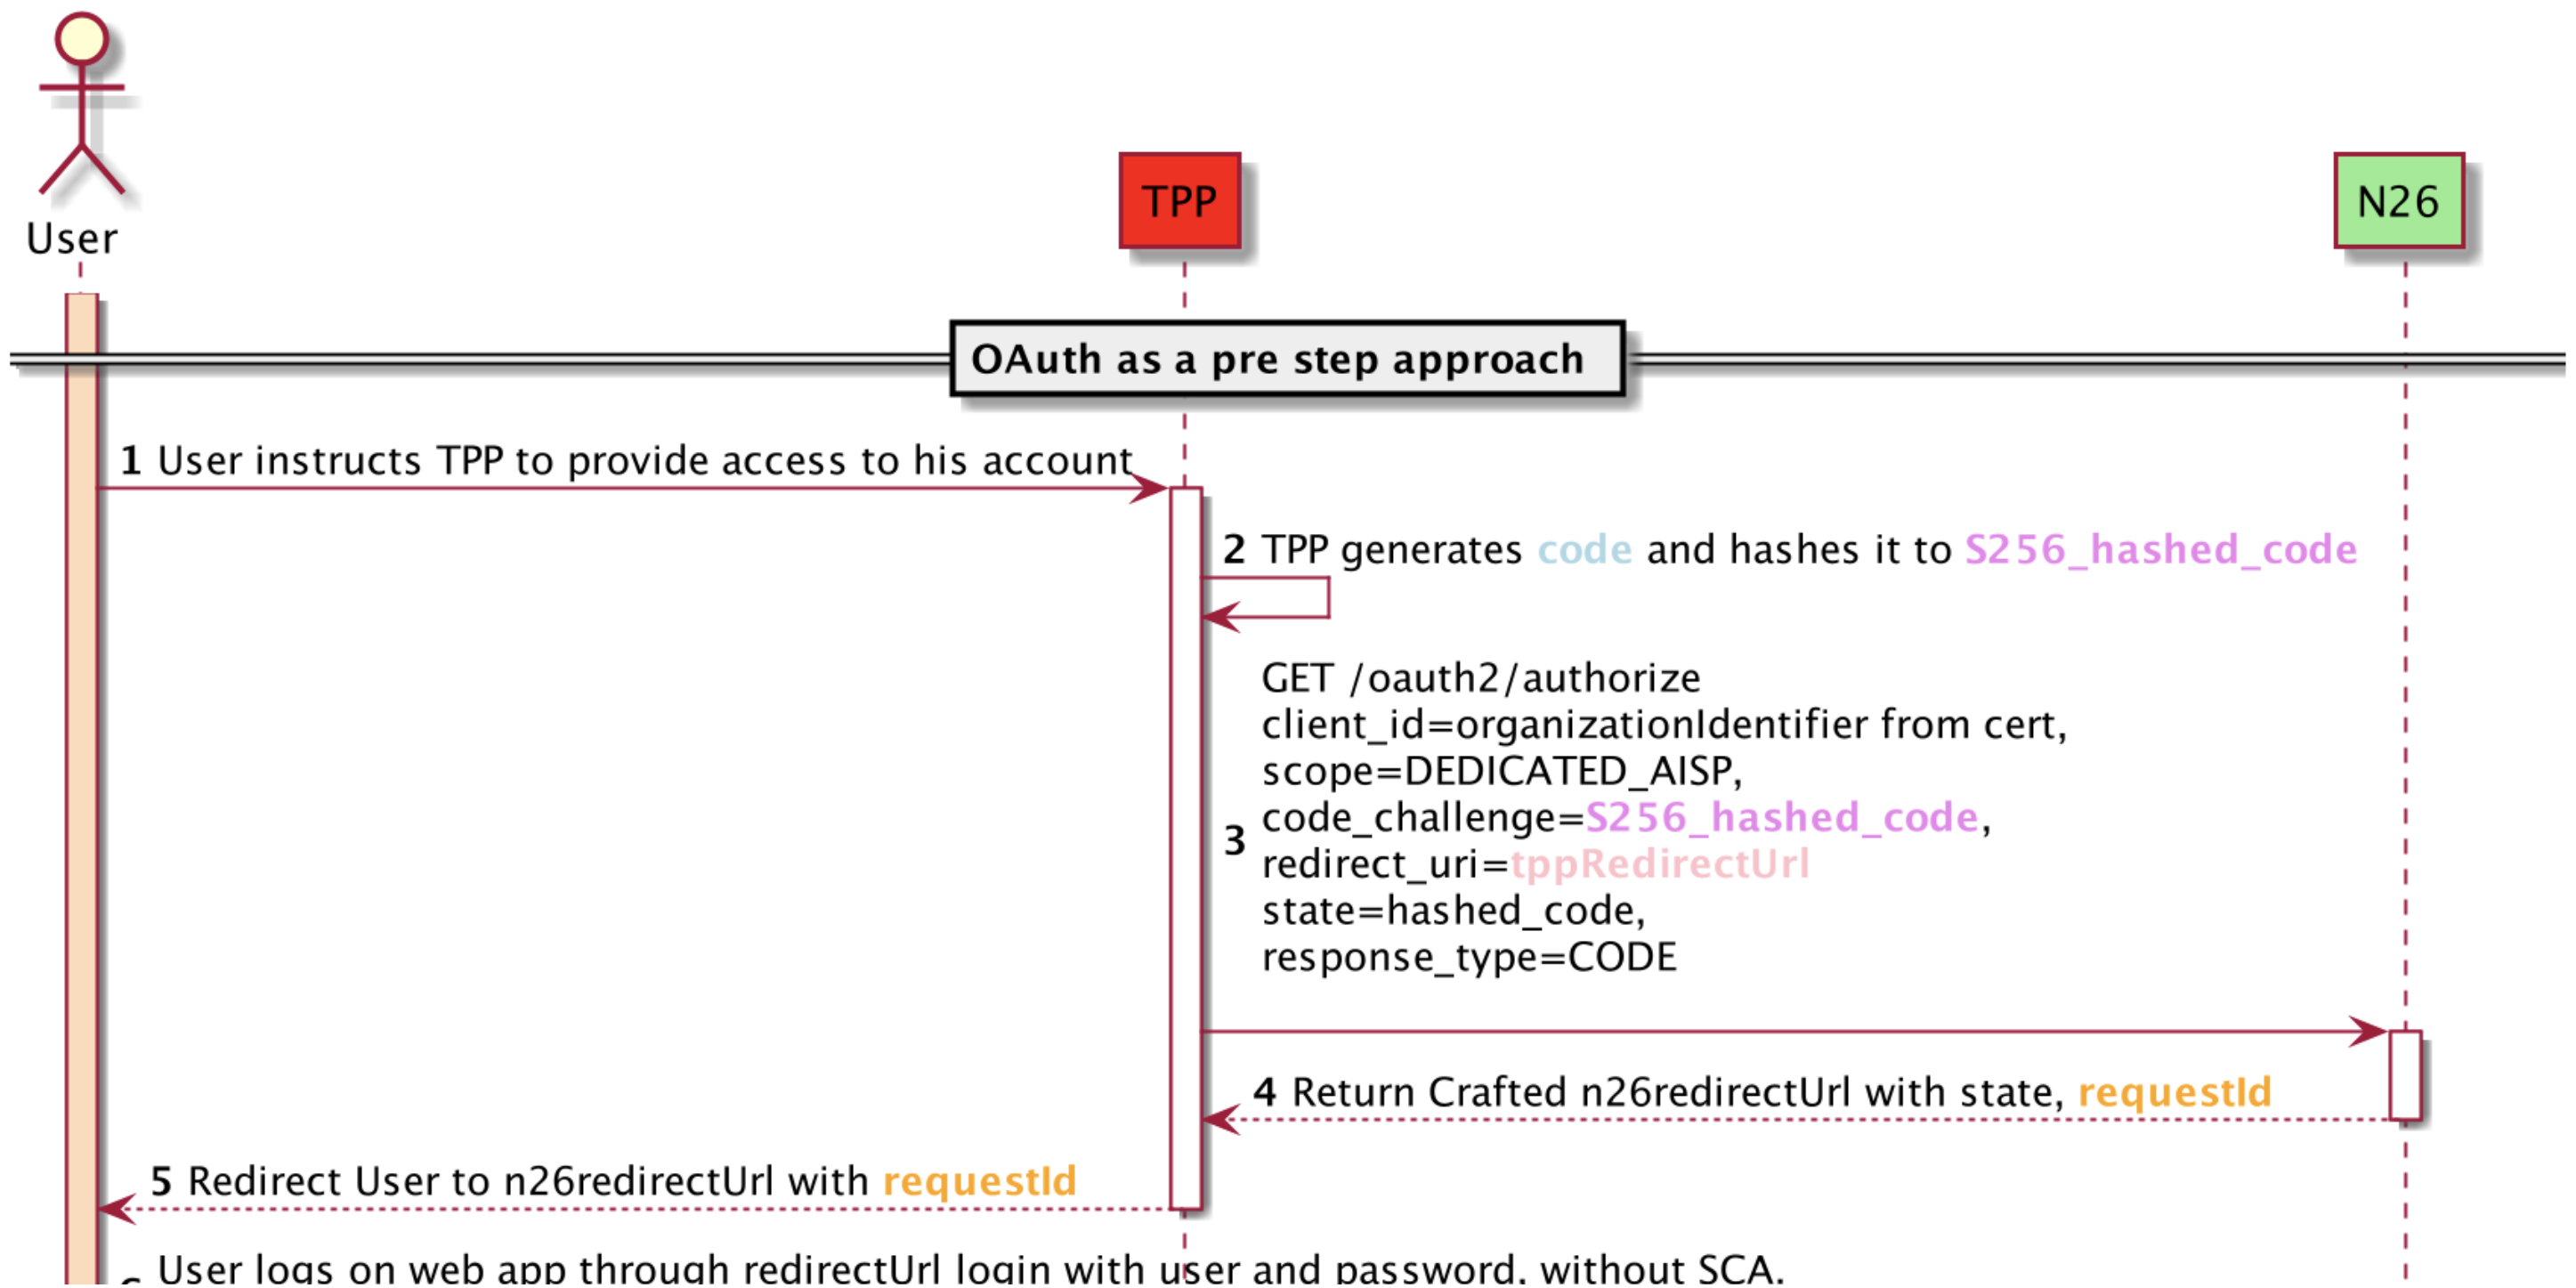 User
TPP
N26
OAuth as a pre step approach
1 User instructs TPP to provide access to his account
2 TPP generates code and hashes it to S256_hashed_code
GET /oauth2/authorize
client_id=organizationIdentifier from cert,
scope=DEDICATED_AISP,
code_challenge=S256_hashed_code,
3
redirect_uri=tppRedirectUrl
state=hashed_code,
response_type=CODE
4 Return Crafted n26redirectUrl with state, requestId
5 Redirect User to n26redirectUrl with requestId
User logs on web app through redirectUrl login with user and password. without SCA.